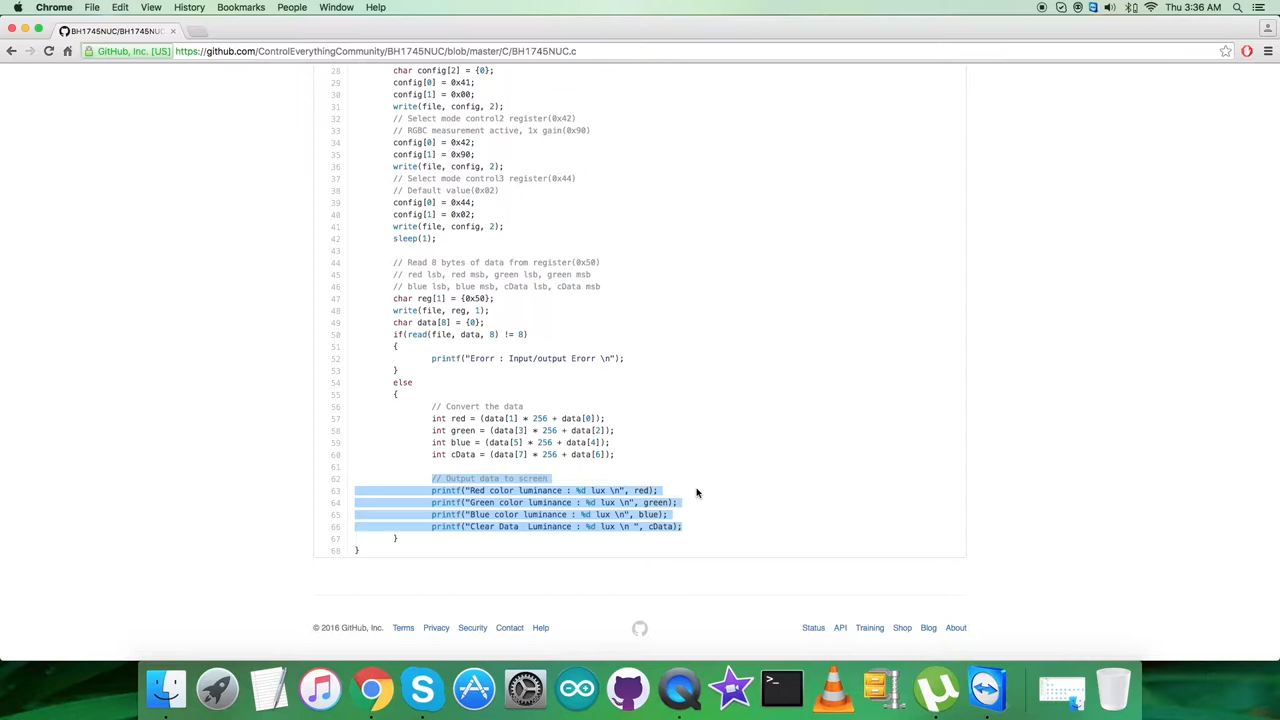 Chrome File Edit View History Bookmarks People Window Help Thu 3:36 AM
BH1745NUC/BH1745NUC.
GitHub, Inc. [US] https://github.com/ControlEverythingCommunity/BH1745NUC/blob/master/C/BH1745NUC.c
28 char config[2] = {0};
29 config[0] = 0x41;
30 config[1] = 0x00;
31 write(file, config, 2);
32 // Select mode control2 register(0x42)
33 // RGBC measurement active, 1x gain(0x90)
34 config[0] = 0x42;
35 config[1] = 0x90;
36 write(file, config, 2);
37 // Select mode control3 register(0x44)
38 // Default value(0x02)
39 config[0] = 0x44;
40 config[1] = 0x02;
41 write(file, config, 2);
42 sleep(1);
43
44 // Read 8 bytes of data from register(0x50)
45 // red lsb, red msb, green lsb, green msb
46 // blue lsb, blue msb, cData lsb, cData msb
47 char reg[1] = {0x50};
48 write(file, reg, 1);
49 char data[8] = {0};
50 if(read(file, data, 8) != 8)
51 {
52 printf("Erorr : Input/output Erorr \n");
53 }
54 else
55 {
56 // Convert the data
57 int red = (data[1] * 256 + data[0]);
58 int green = (data[3] * 256 + data[2]);
59 int blue = (data[5] * 256 + data[4]);
60 int cData = (data[7] * 256 + data[6]);
61
62 // Output data to screen
63 printf("Red color luminance : %d lux \n", red);
64 printf("Green color luminance : %d lux \n", green);
65 printf("Blue color luminance : %d lux \n", blue);
66 printf("Clear Data  Luminance : %d lux \n ", cData);
67 }
68 }
© 2016 GitHub, Inc. Terms Privacy Security Contact Help Status API Training Shop Blog About